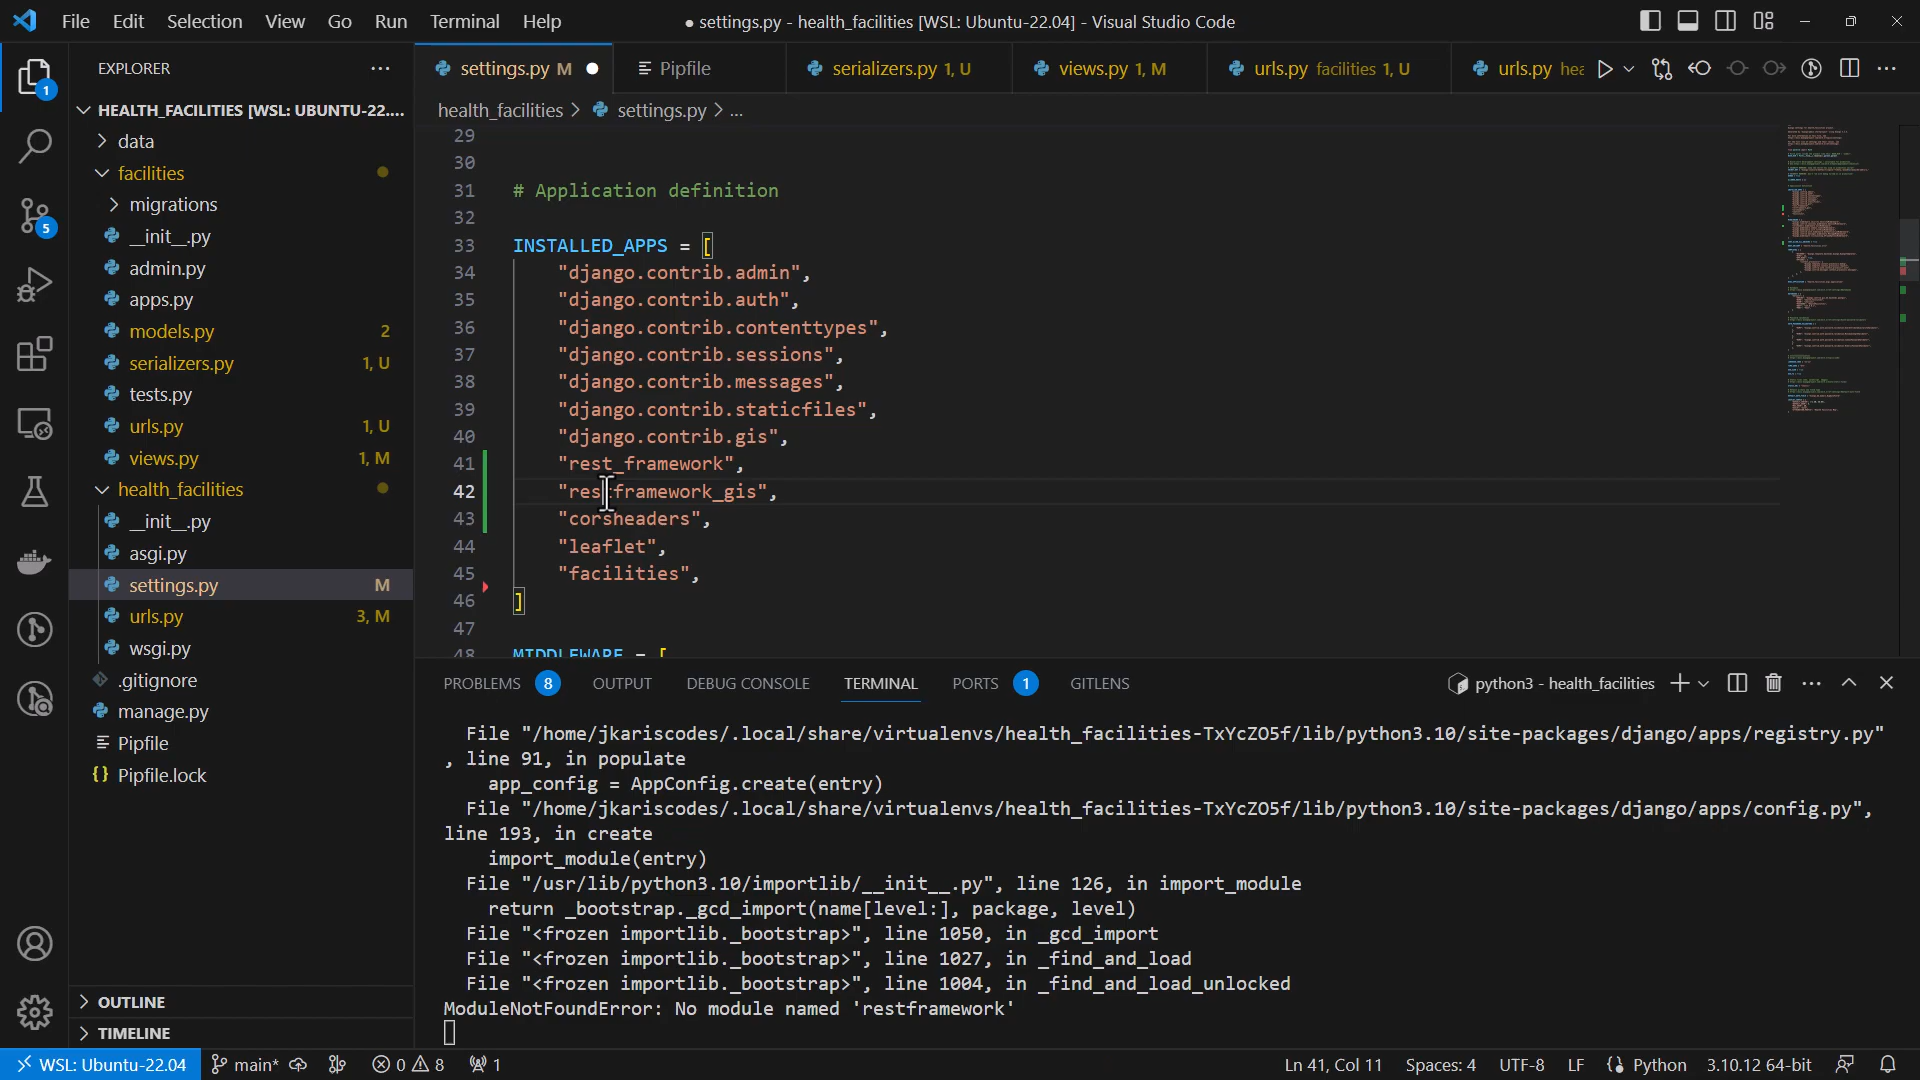 File Edit Selection View Go Run Terminal Help
● settings.py - health_facilities [WSL: Ubuntu-22.04] - Visual Studio Code
EXPLORER
settings.py M
Pipfile
serializers.py 1, U
views.py 1, M
urls.py facilities 1, U
urls.py hea
HEALTH_FACILITIES [WSL: UBUNTU-22....
data
facilities
migrations
__init__.py
admin.py
apps.py
models.py 2
serializers.py 1, U
tests.py
urls.py 1, U
views.py 1, M
health_facilities
__init__.py
asgi.py
settings.py M
urls.py 3, M
wsgi.py
.gitignore
manage.py
Pipfile
Pipfile.lock
OUTLINE
TIMELINE
1
5
health_facilities > settings.py > ...
29
30
31 # Application definition
32
33 INSTALLED_APPS = [
34 "django.contrib.admin",
35 "django.contrib.auth",
36 "django.contrib.contenttypes",
37 "django.contrib.sessions",
38 "django.contrib.messages",
39 "django.contrib.staticfiles",
40 "django.contrib.gis",
41 "rest_framework",
42 "restframework_gis",
43 "corsheaders",
44 "leaflet",
45 "facilities",
46 ]
47
48 MIDDLEWARE = [
PROBLEMS 8 OUTPUT DEBUG CONSOLE TERMINAL PORTS 1 GITLENS
python3 - health_facilities
File "/home/jkariscodes/.local/share/virtualenvs/health_facilities-TxYcZO5f/lib/python3.10/site-packages/django/apps/registry.py"
, line 91, in populate
app_config = AppConfig.create(entry)
File "/home/jkariscodes/.local/share/virtualenvs/health_facilities-TxYcZO5f/lib/python3.10/site-packages/django/apps/config.py",
line 193, in create
import_module(entry)
File "/usr/lib/python3.10/importlib/__init__.py", line 126, in import_module
return _bootstrap._gcd_import(name[level:], package, level)
File "<frozen importlib._bootstrap>", line 1050, in _gcd_import
File "<frozen importlib._bootstrap>", line 1027, in _find_and_load
File "<frozen importlib._bootstrap>", line 1004, in _find_and_load_unlocked
ModuleNotFoundError: No module named 'restframework'
WSL: Ubuntu-22.04 main* 0 8 1
Ln 41, Col 11 Spaces: 4 UTF-8 LF Python 3.10.12 64-bit